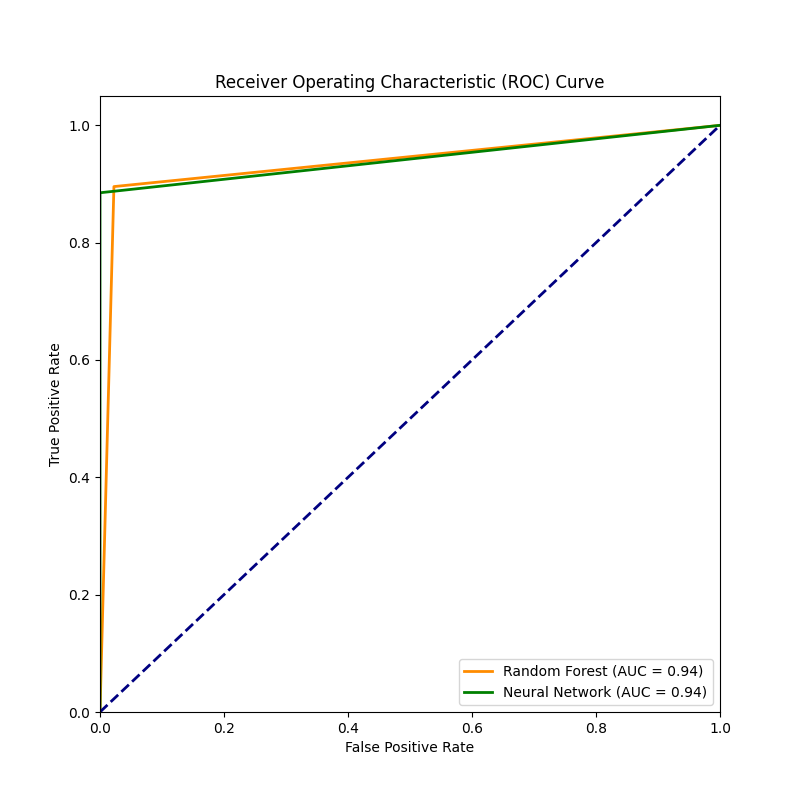 Receiver Operating Characteristic (ROC) Curve
1.0
0.8
0.6
0.4
0.2
0.0
True Positive Rate
Random Forest (AUC = 0.94)
Neural Network (AUC = 0.94)
0.0 0.2 0.4 0.6 0.8 1.0
False Positive Rate